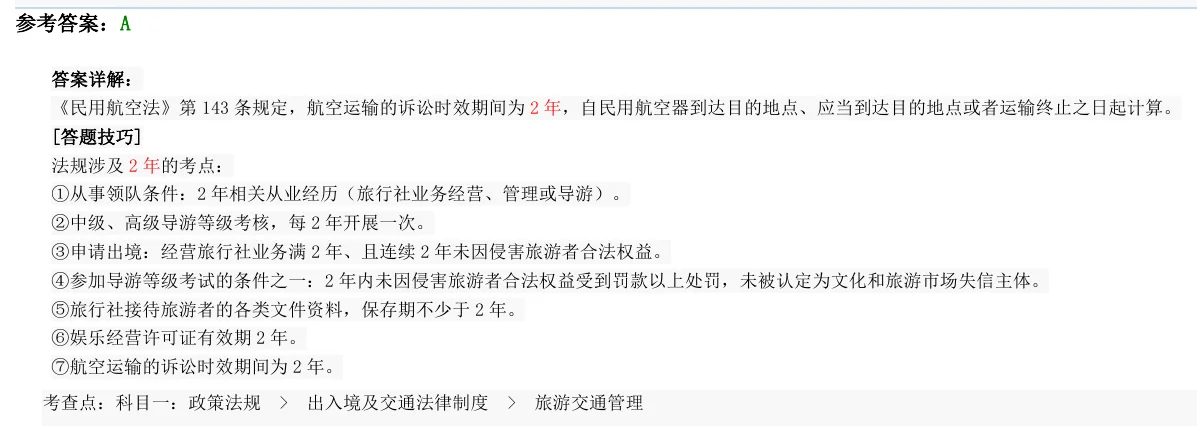 参考答案：A
答案详解：
《民用航空法》第 143 条规定，航空运输的诉讼时效期间为 2 年，自民用航空器到达目的地点、应当到达目的地点或者运输终止之日起计算。
[答题技巧]
法规涉及 2 年的考点：
①从事领队条件：2 年相关从业经历（旅行社业务经营、管理或导游）。
②中级、高级导游等级考核，每 2 年开展一次。
③申请出境：经营旅行社业务满 2 年、且连续 2 年未因侵害旅游者合法权益。
④参加导游等级考试的条件之一：2 年内未因侵害旅游者合法权益受到罚款以上处罚，未被认定为文化和旅游市场失信主体。
⑤旅行社接待旅游者的各类文件资料，保存期不少于 2 年。
⑥娱乐经营许可证有效期 2 年。
⑦航空运输的诉讼时效期间为 2 年。
考查点：科目一：政策法规 > 出入境及交通法律制度 > 旅游交通管理